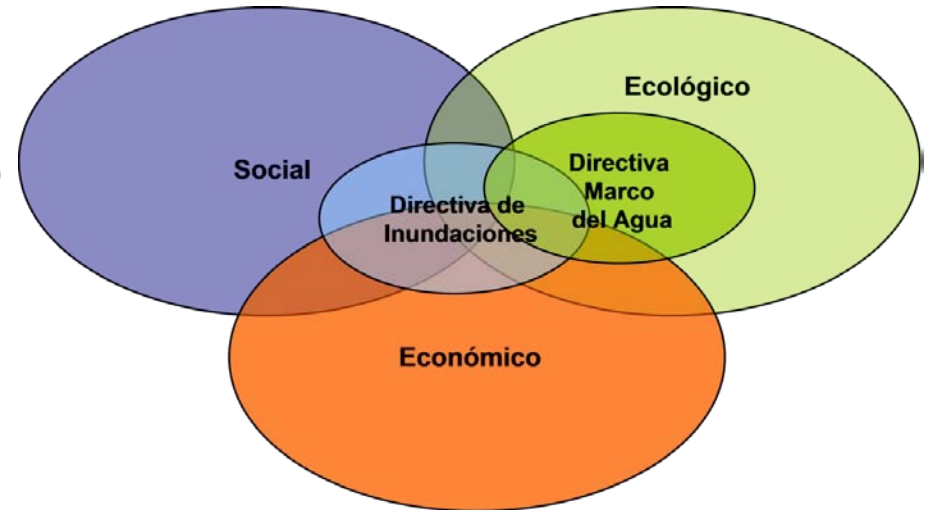 Ecológico
Social
Directiva
Marco
del Agua
Directiva de
Inundaciones
Económico